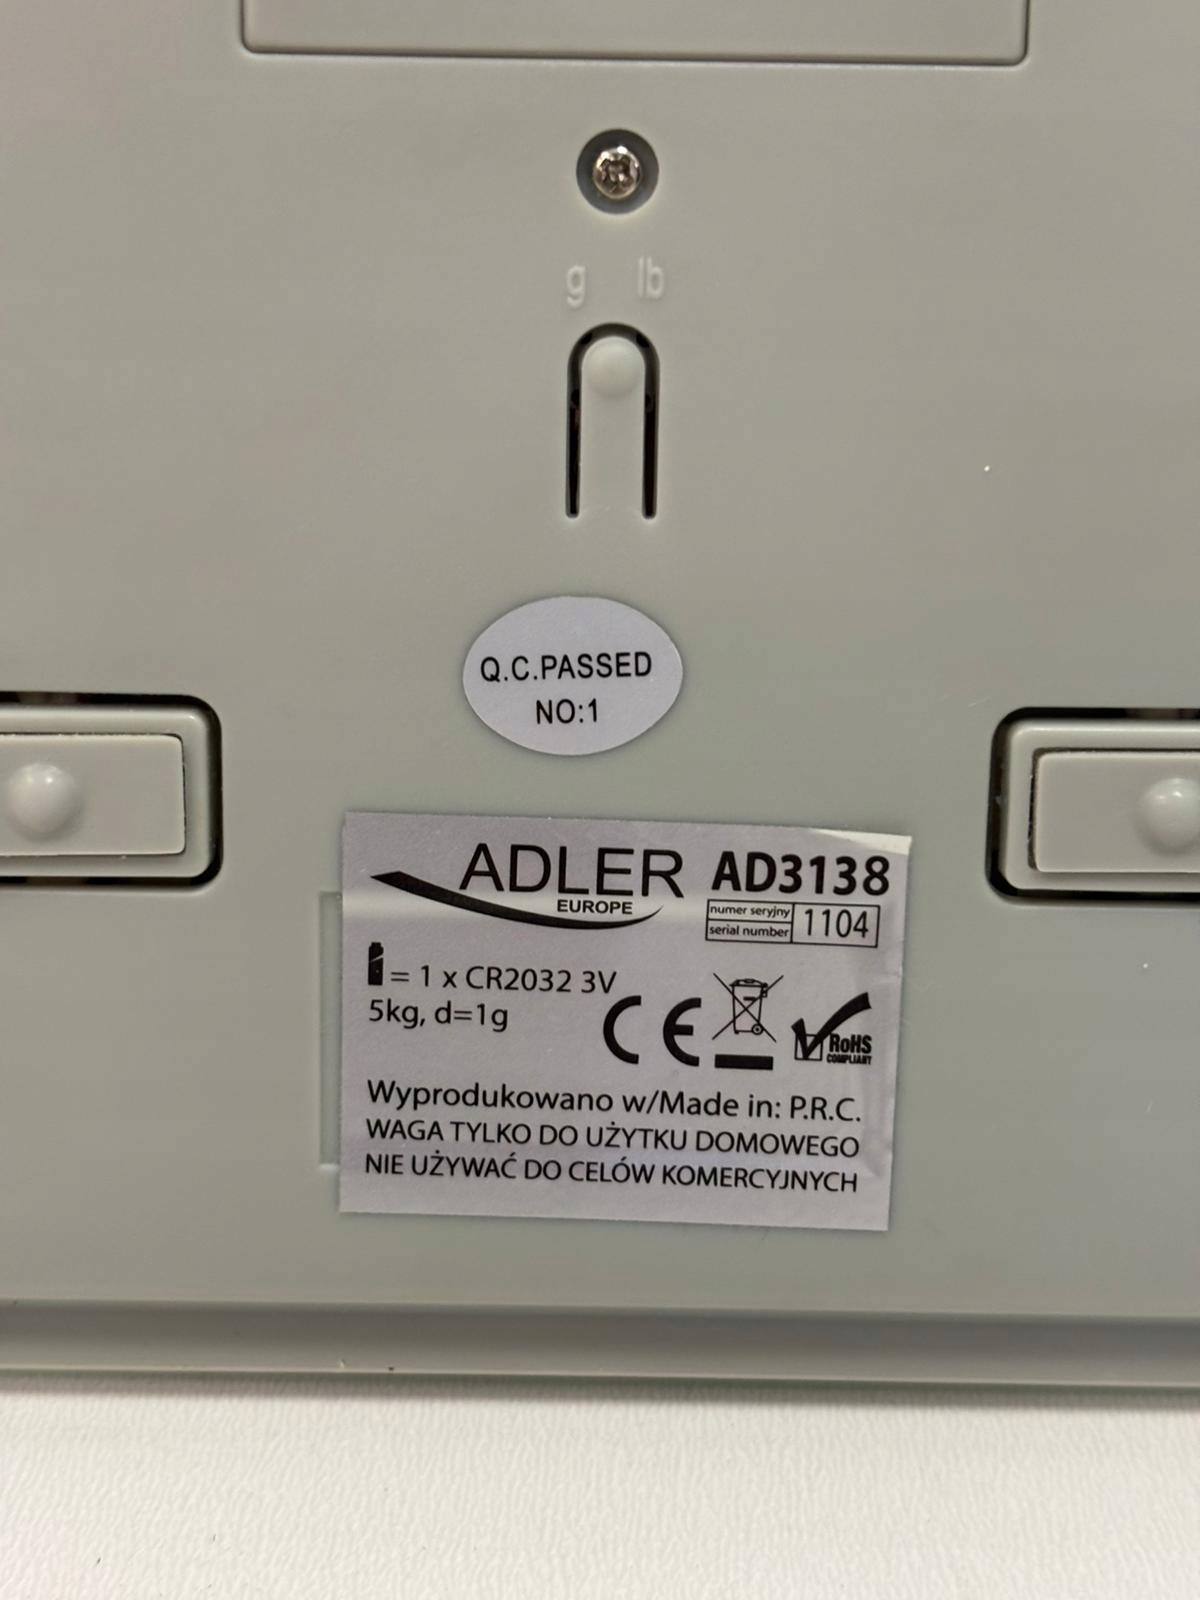 g lb
Q.C.PASSED
NO:1
ADLER
EUROPE
AD3138
numer seryjny
serial number
1104
= 1 x CR2032 3V
5kg, d=1g
CE
RoHS
COMPLIANT
Wyprodukowano w/Made in: P.R.C.
WAGA TYLKO DO UŻYTKU DOMOWEGO
NIE UŻYWAĆ DO CELÓW KOMERCYJNYCH